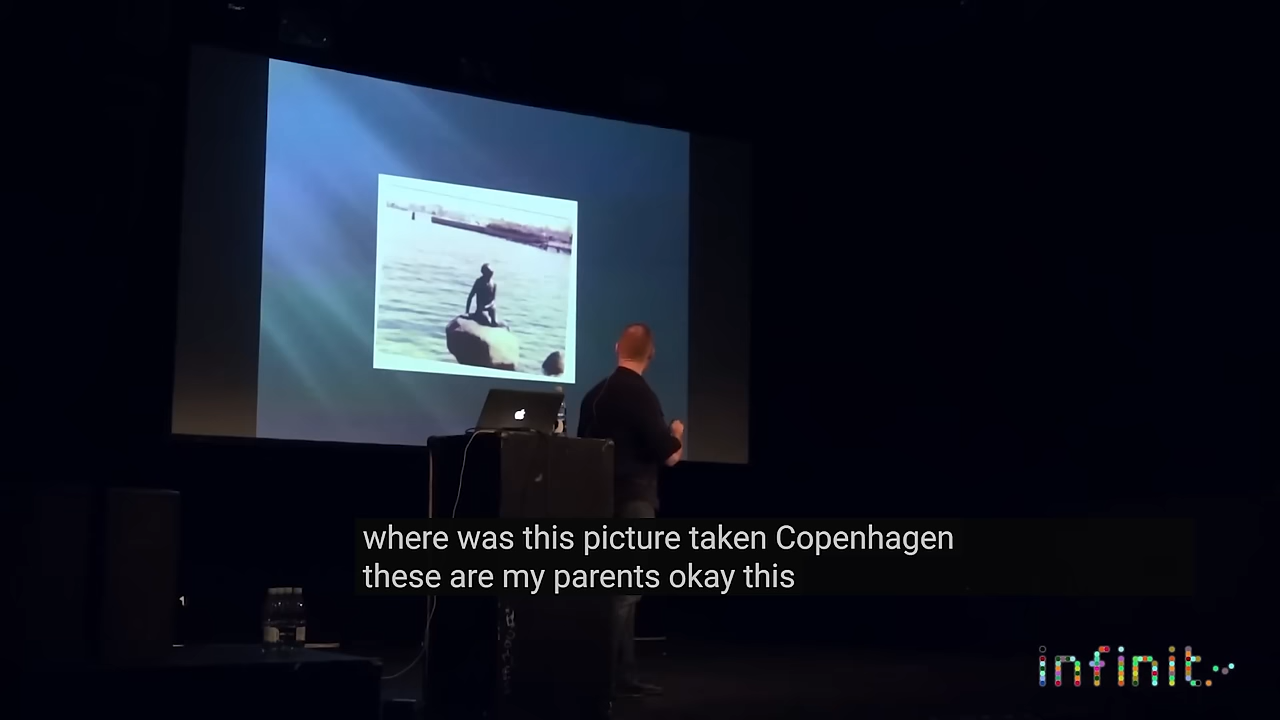 where was this picture taken Copenhagen
these are my parents okay this
infinit